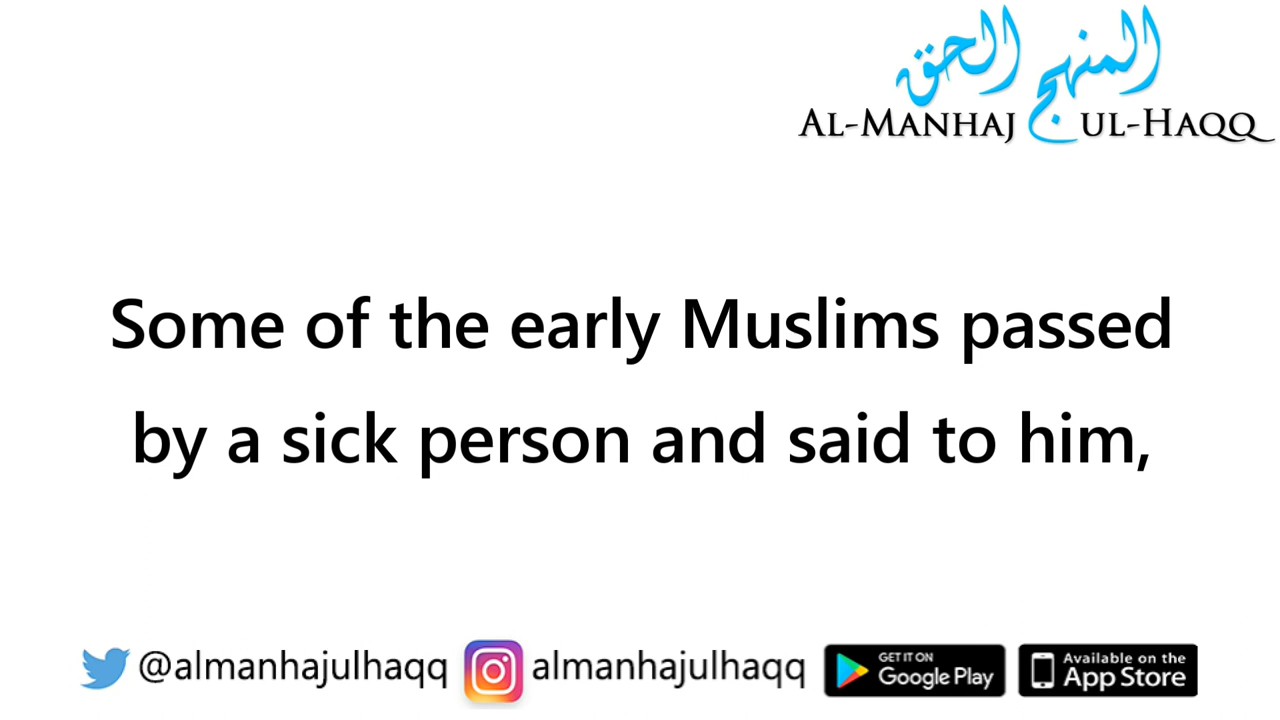 المنهج الحق
AL-MANHAJ UL-HAQQ
Some of the early Muslims passed
by a sick person and said to him,
@almanhajulhaqq almanhajulhaqq GET IT ON Google Play Available on the App Store